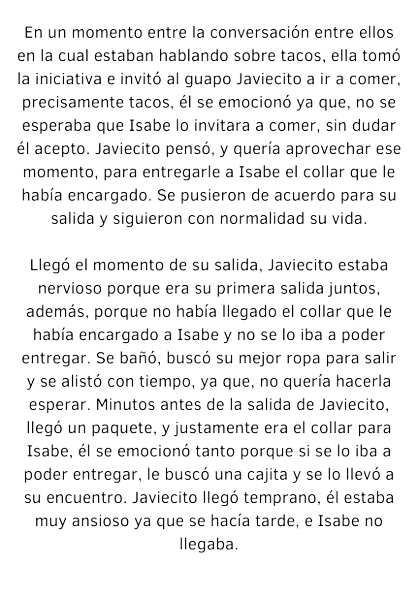 En un momento entre la conversación entre ellos
en la cual estaban hablando sobre tacos, ella tomó
la iniciativa e invitó al guapo Javiecito a ir a comer,
precisamente tacos, él se emocionó ya que, no se
esperaba que Isabe lo invitara a comer, sin dudar
él acepto. Javiecito pensó, y quería aprovechar ese
momento, para entregarle a Isabe el collar que le
había encargado. Se pusieron de acuerdo para su
salida y siguieron con normalidad su vida.

Llegó el momento de su salida, Javiecito estaba
nervioso porque era su primera salida juntos,
además, porque no había llegado el collar que le
había encargado a Isabe y no se lo iba a poder
entregar. Se bañó, buscó su mejor ropa para salir
y se alistó con tiempo, ya que, no quería hacerla
esperar. Minutos antes de la salida de Javiecito,
llegó un paquete, y justamente era el collar para
Isabe, él se emocionó tanto porque si se lo iba a
poder entregar, le buscó una cajita y se lo llevó a
su encuentro. Javiecito llegó temprano, él estaba
muy ansioso ya que se hacía tarde, e Isabe no
llegaba.